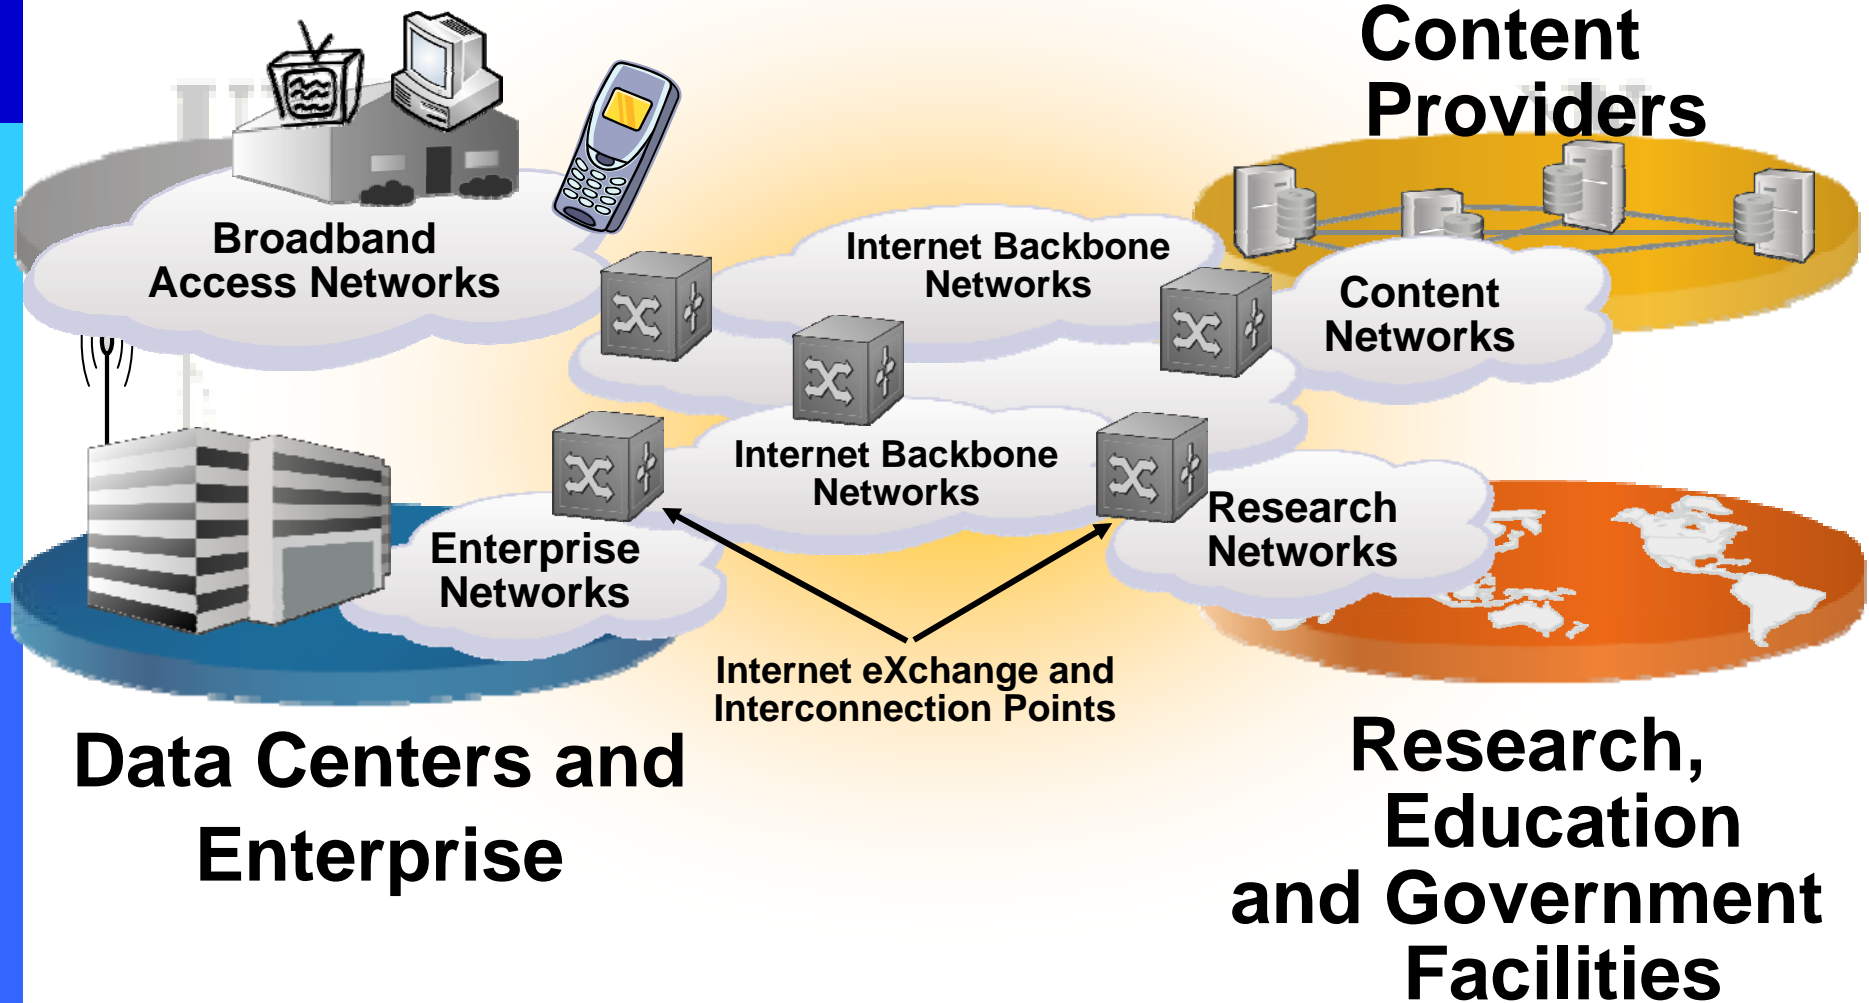 Content
Providers
Broadband
Access Networks
Internet Backbone
Networks
Content
Networks
Internet Backbone
Networks
Research
Networks
Enterprise
Networks
Internet eXchange and
Interconnection Points
Data Centers and
Enterprise
Research,
Education
and Government
Facilities